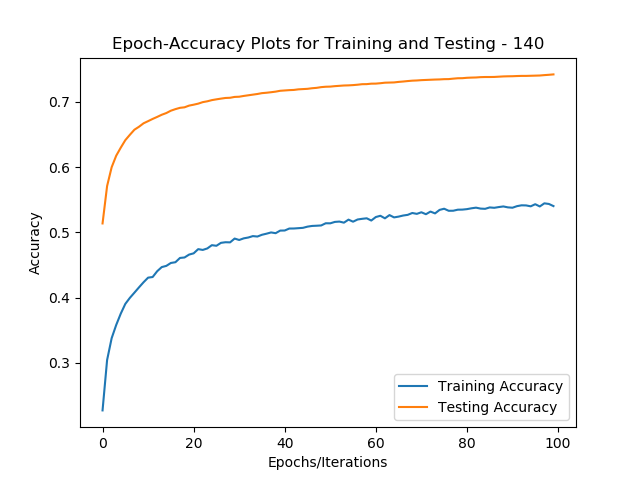 Epoch-Accuracy Plots for Training and Testing - 140
Accuracy
0.7
0.6
0.5
0.4
0.3
0
20
40
60
80
100
Epochs/Iterations
Training Accuracy
Testing Accuracy